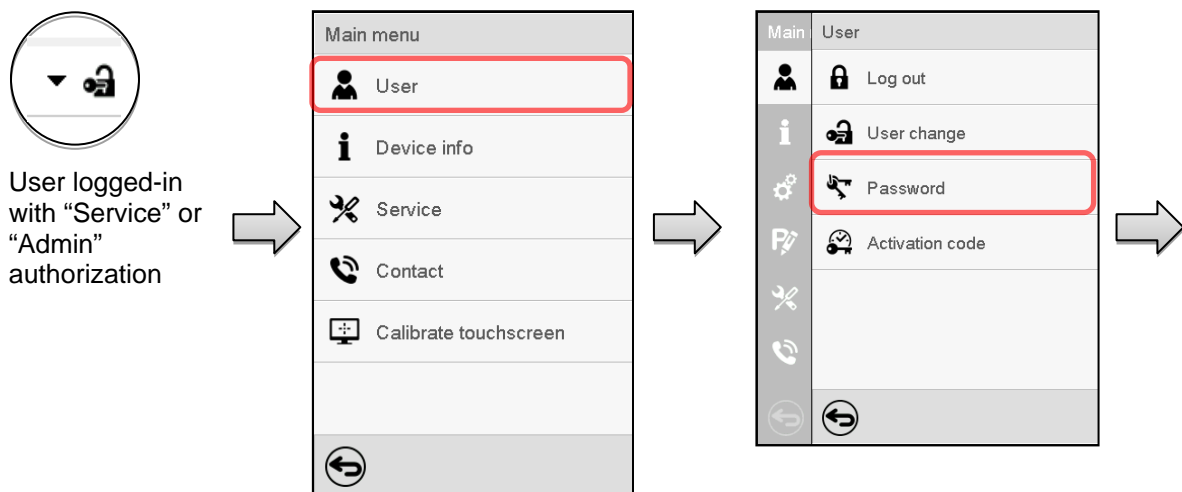 User logged-in
with “Service” or
“Admin”
authorization
Main menu
User
Device info
Service
Contact
Calibrate touchscreen
Main
User
Log out
User change
Password
Activation code